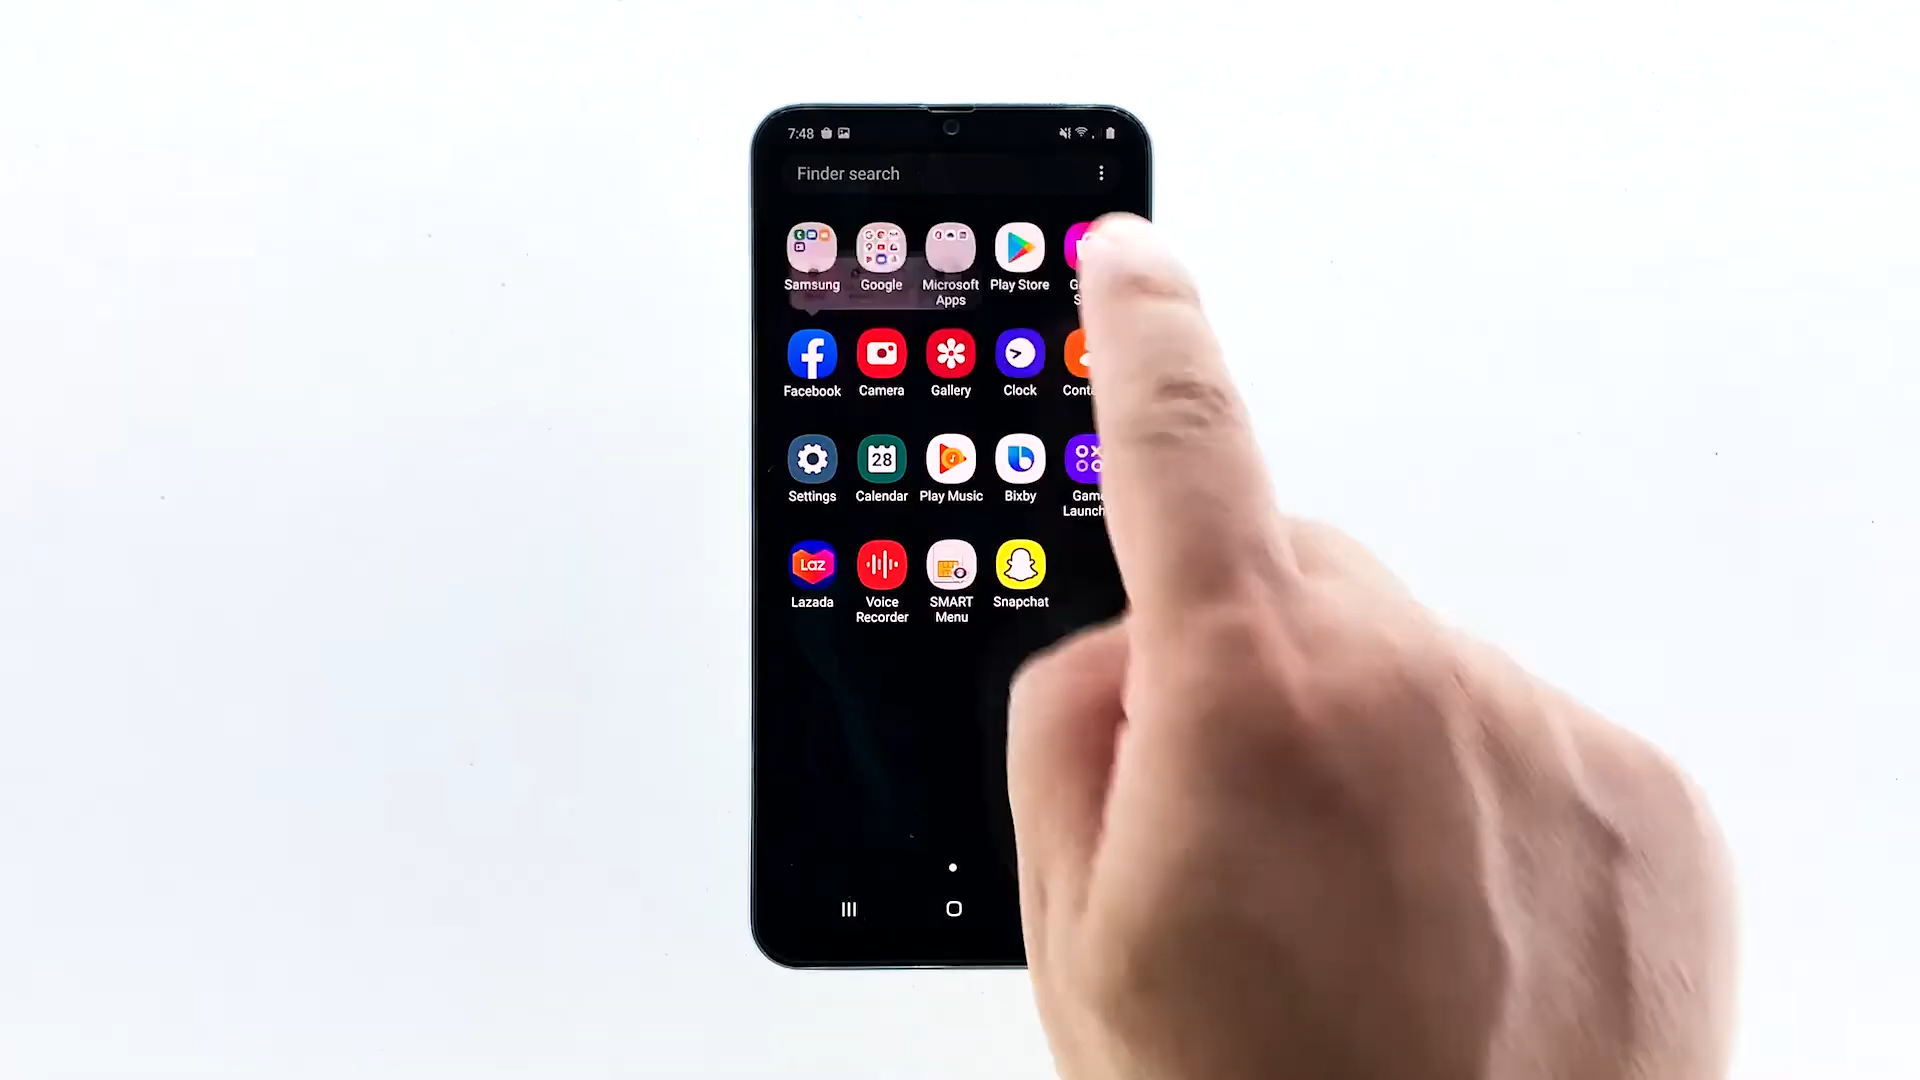 7:48
Finder search
Samsung Google Microsoft Apps Play Store
Facebook Camera Gallery Clock
28
Settings Calendar Play Music Bixby
Laz
Lazada Voice Recorder SMART Menu Snapchat